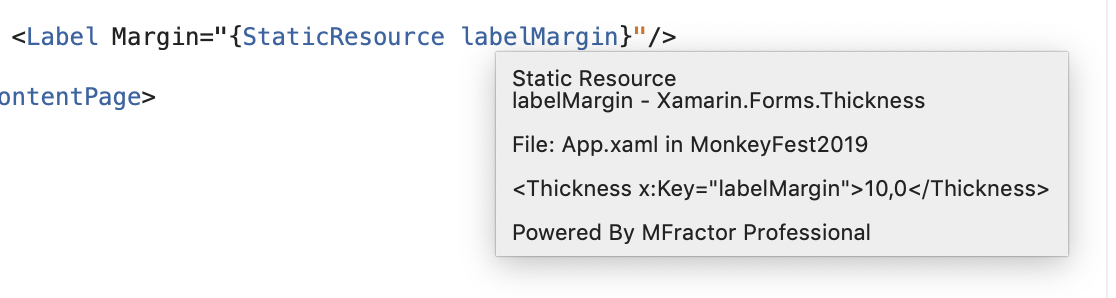 <Label Margin="{StaticResource labelMargin}"/>
ontentPage>
Static Resource
labelMargin - Xamarin.Forms.Thickness
File: App.xaml in MonkeyFest2019
<Thickness x:Key="labelMargin">10,0</Thickness>
Powered By MFractor Professional